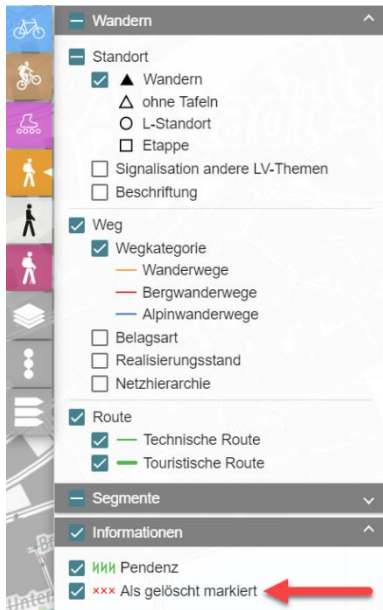 Wandern
Standort
Wandern
ohne Tafeln
L-Standort
Etappe
Signalisation andere LV-Themen
Beschriftung
Weg
Wegkategorie
Wanderwege
Bergwanderwege
Alpinwanderwege
Belagsart
Realisierungsstand
Netzhierarchie
Route
Technische Route
Touristische Route
Segmente
Informationen
Pendenz
Als gelöscht markiert